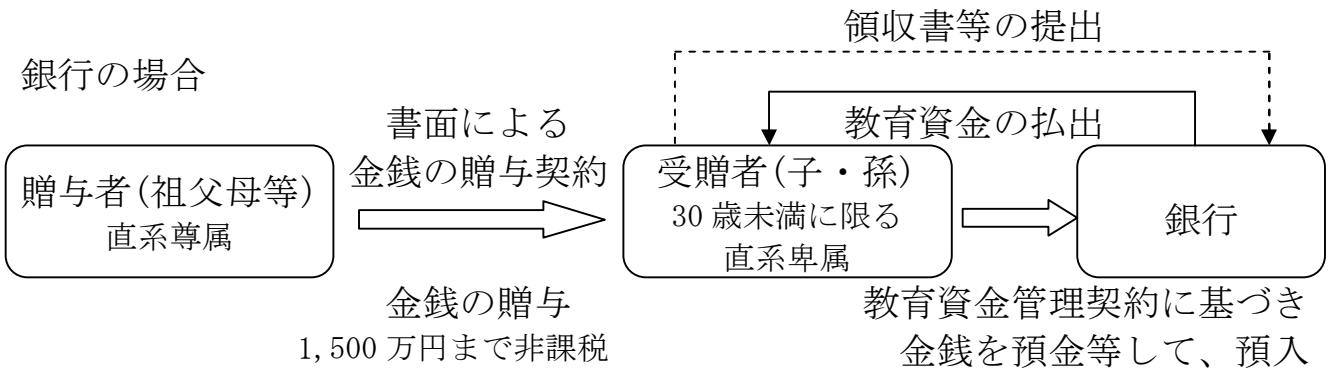 領収書等の提出
銀行の場合
書面による
金銭の贈与契約
教育資金の払出
贈与者(祖父母等)
直系尊属
受贈者(子・孫)
30歳未満に限る
直系卑属
銀行
金銭の贈与
1,500万円まで非課税
教育資金管理契約に基づき
金銭を預金等して、預入